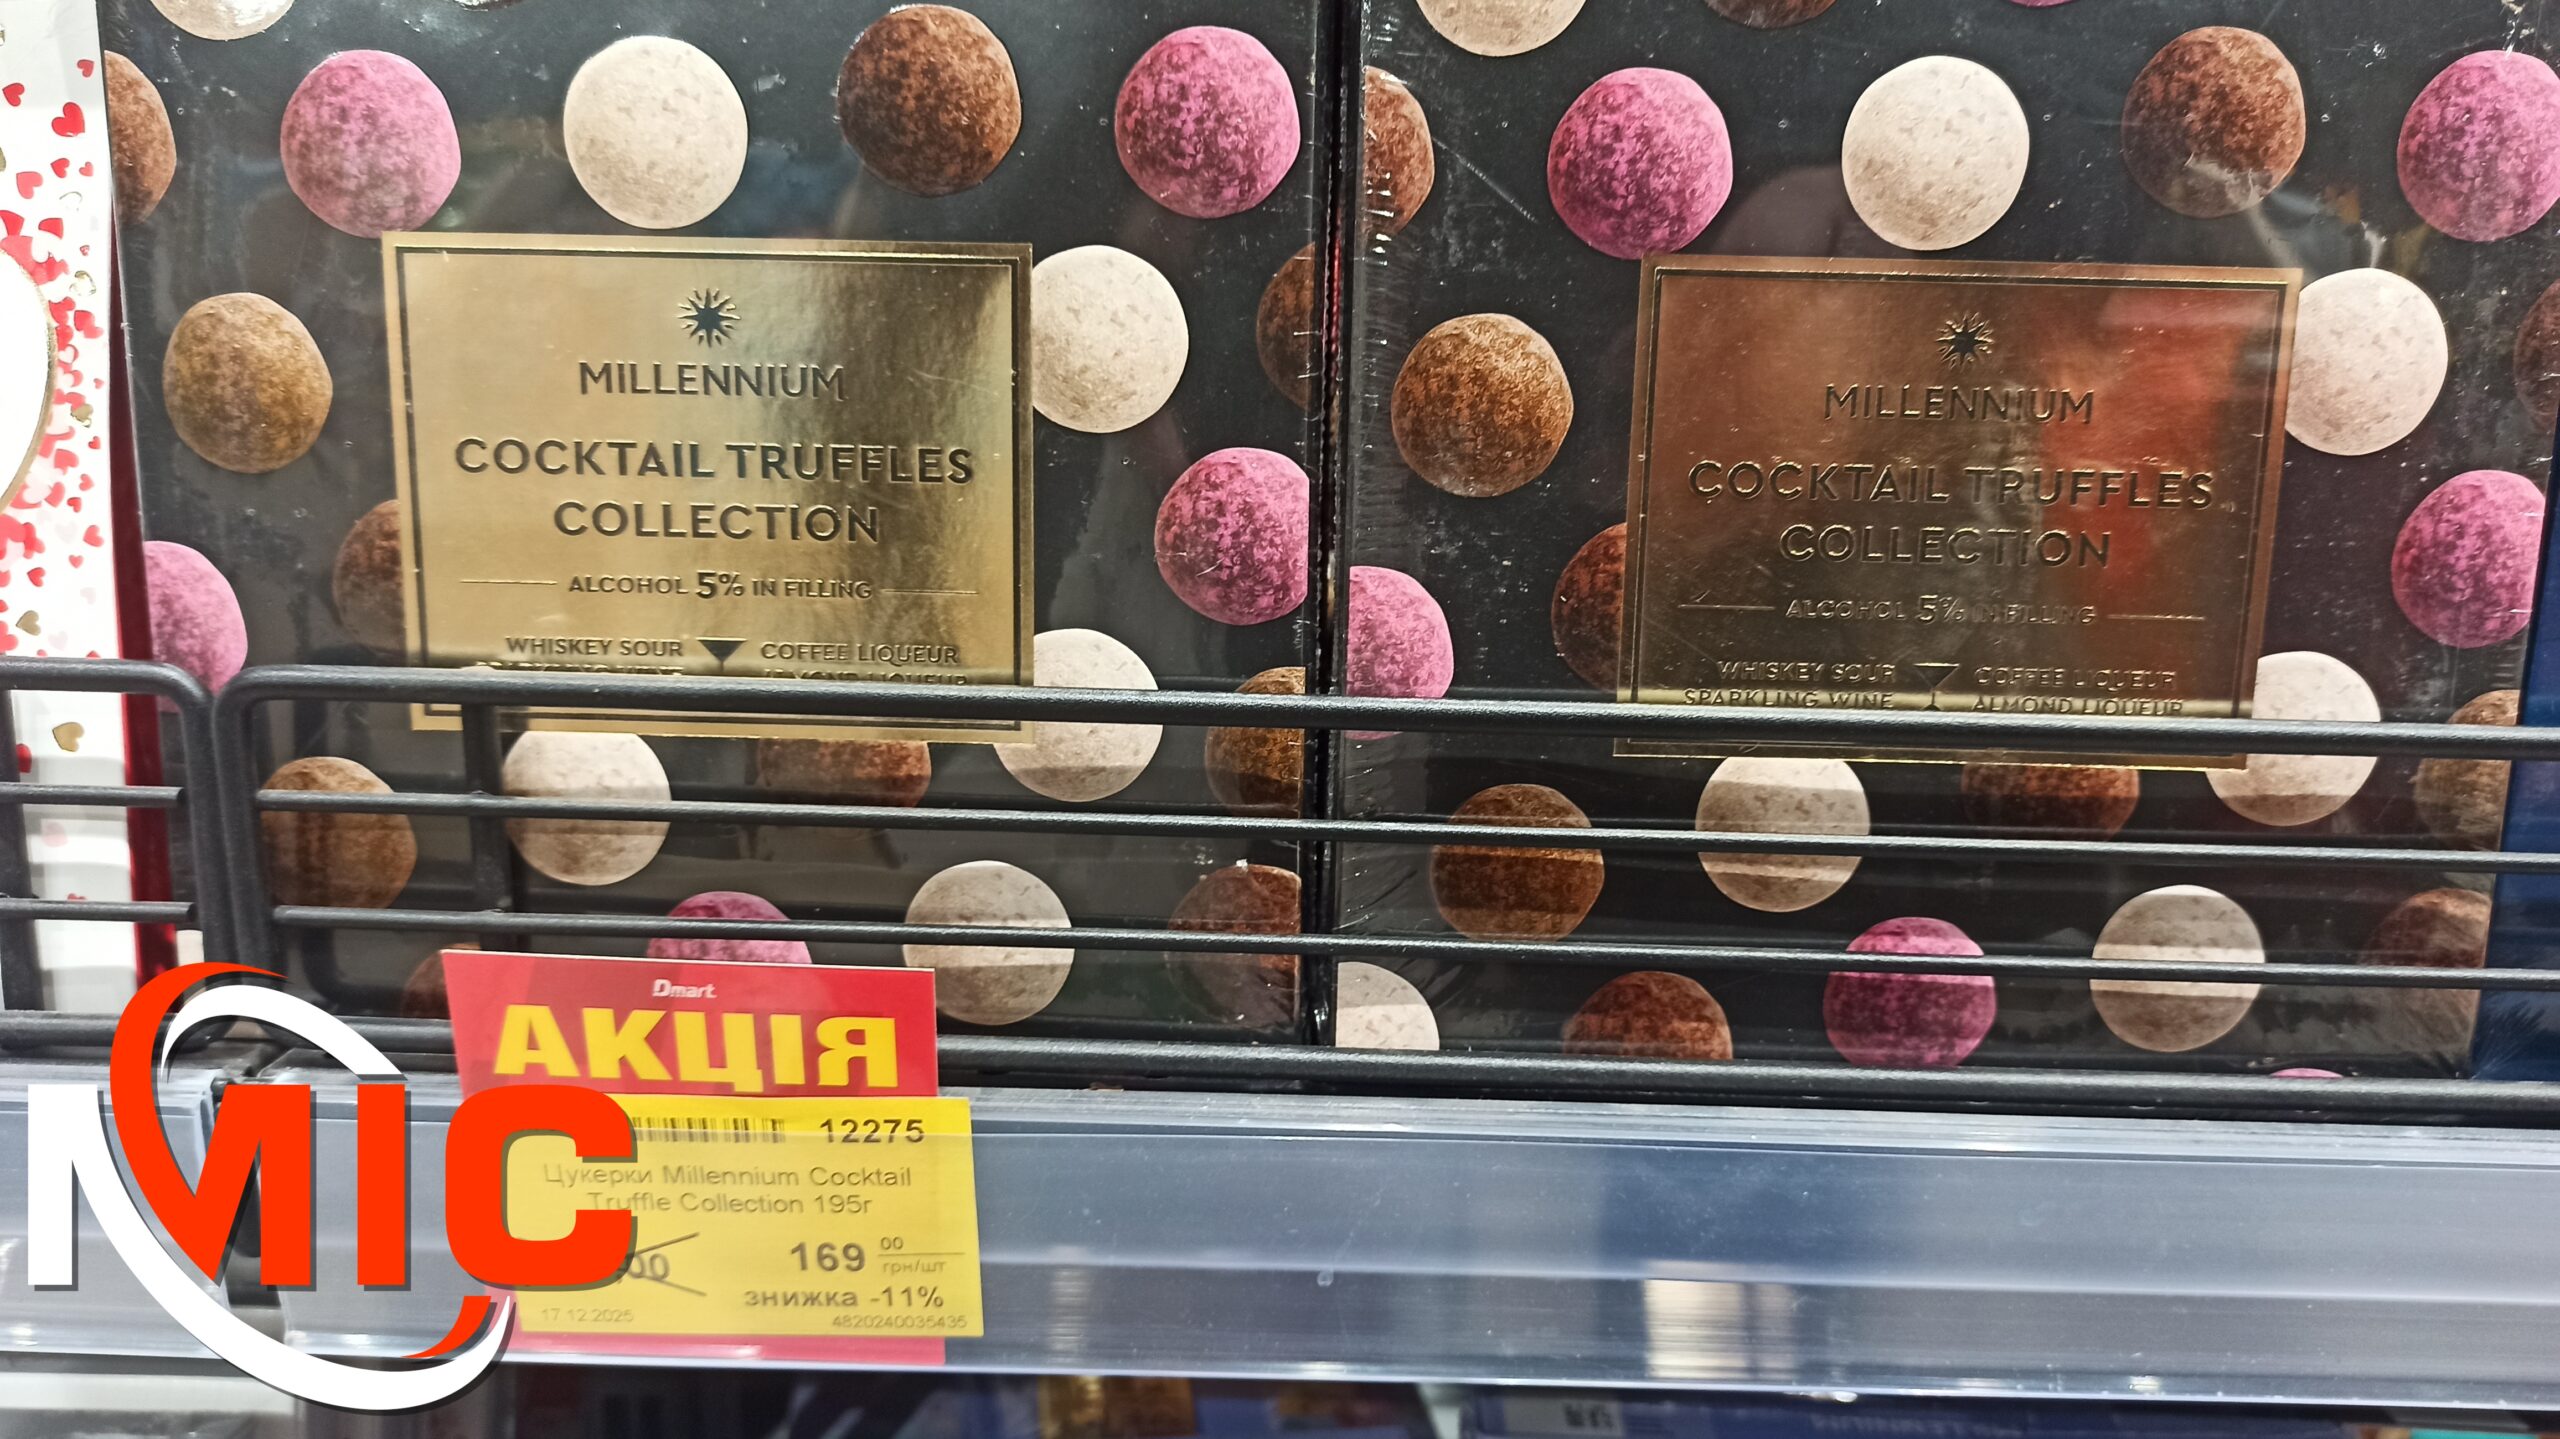 MILLENNIUM
COCKTAIL TRUFFLES
COLLECTION
ALCOHOL 5% IN FILLING
WHISKEY SOUR COFFEE LIQUEUR
MILLENNIUM
COCKTAIL TRUFFLES
COLLECTION
ALCOHOL 5% IN FILLING
WHISKEY SOUR COFFEE LIQUEUR
SPARKLING WINE ALMOND LIQUEUR
Dmart
АКЦІЯ
12275
Цукерки Millennium Cocktail
Truffle Collection 195г
169 00 грн/шт
знижка -11%
17.12.2025 4820240035435
MIC